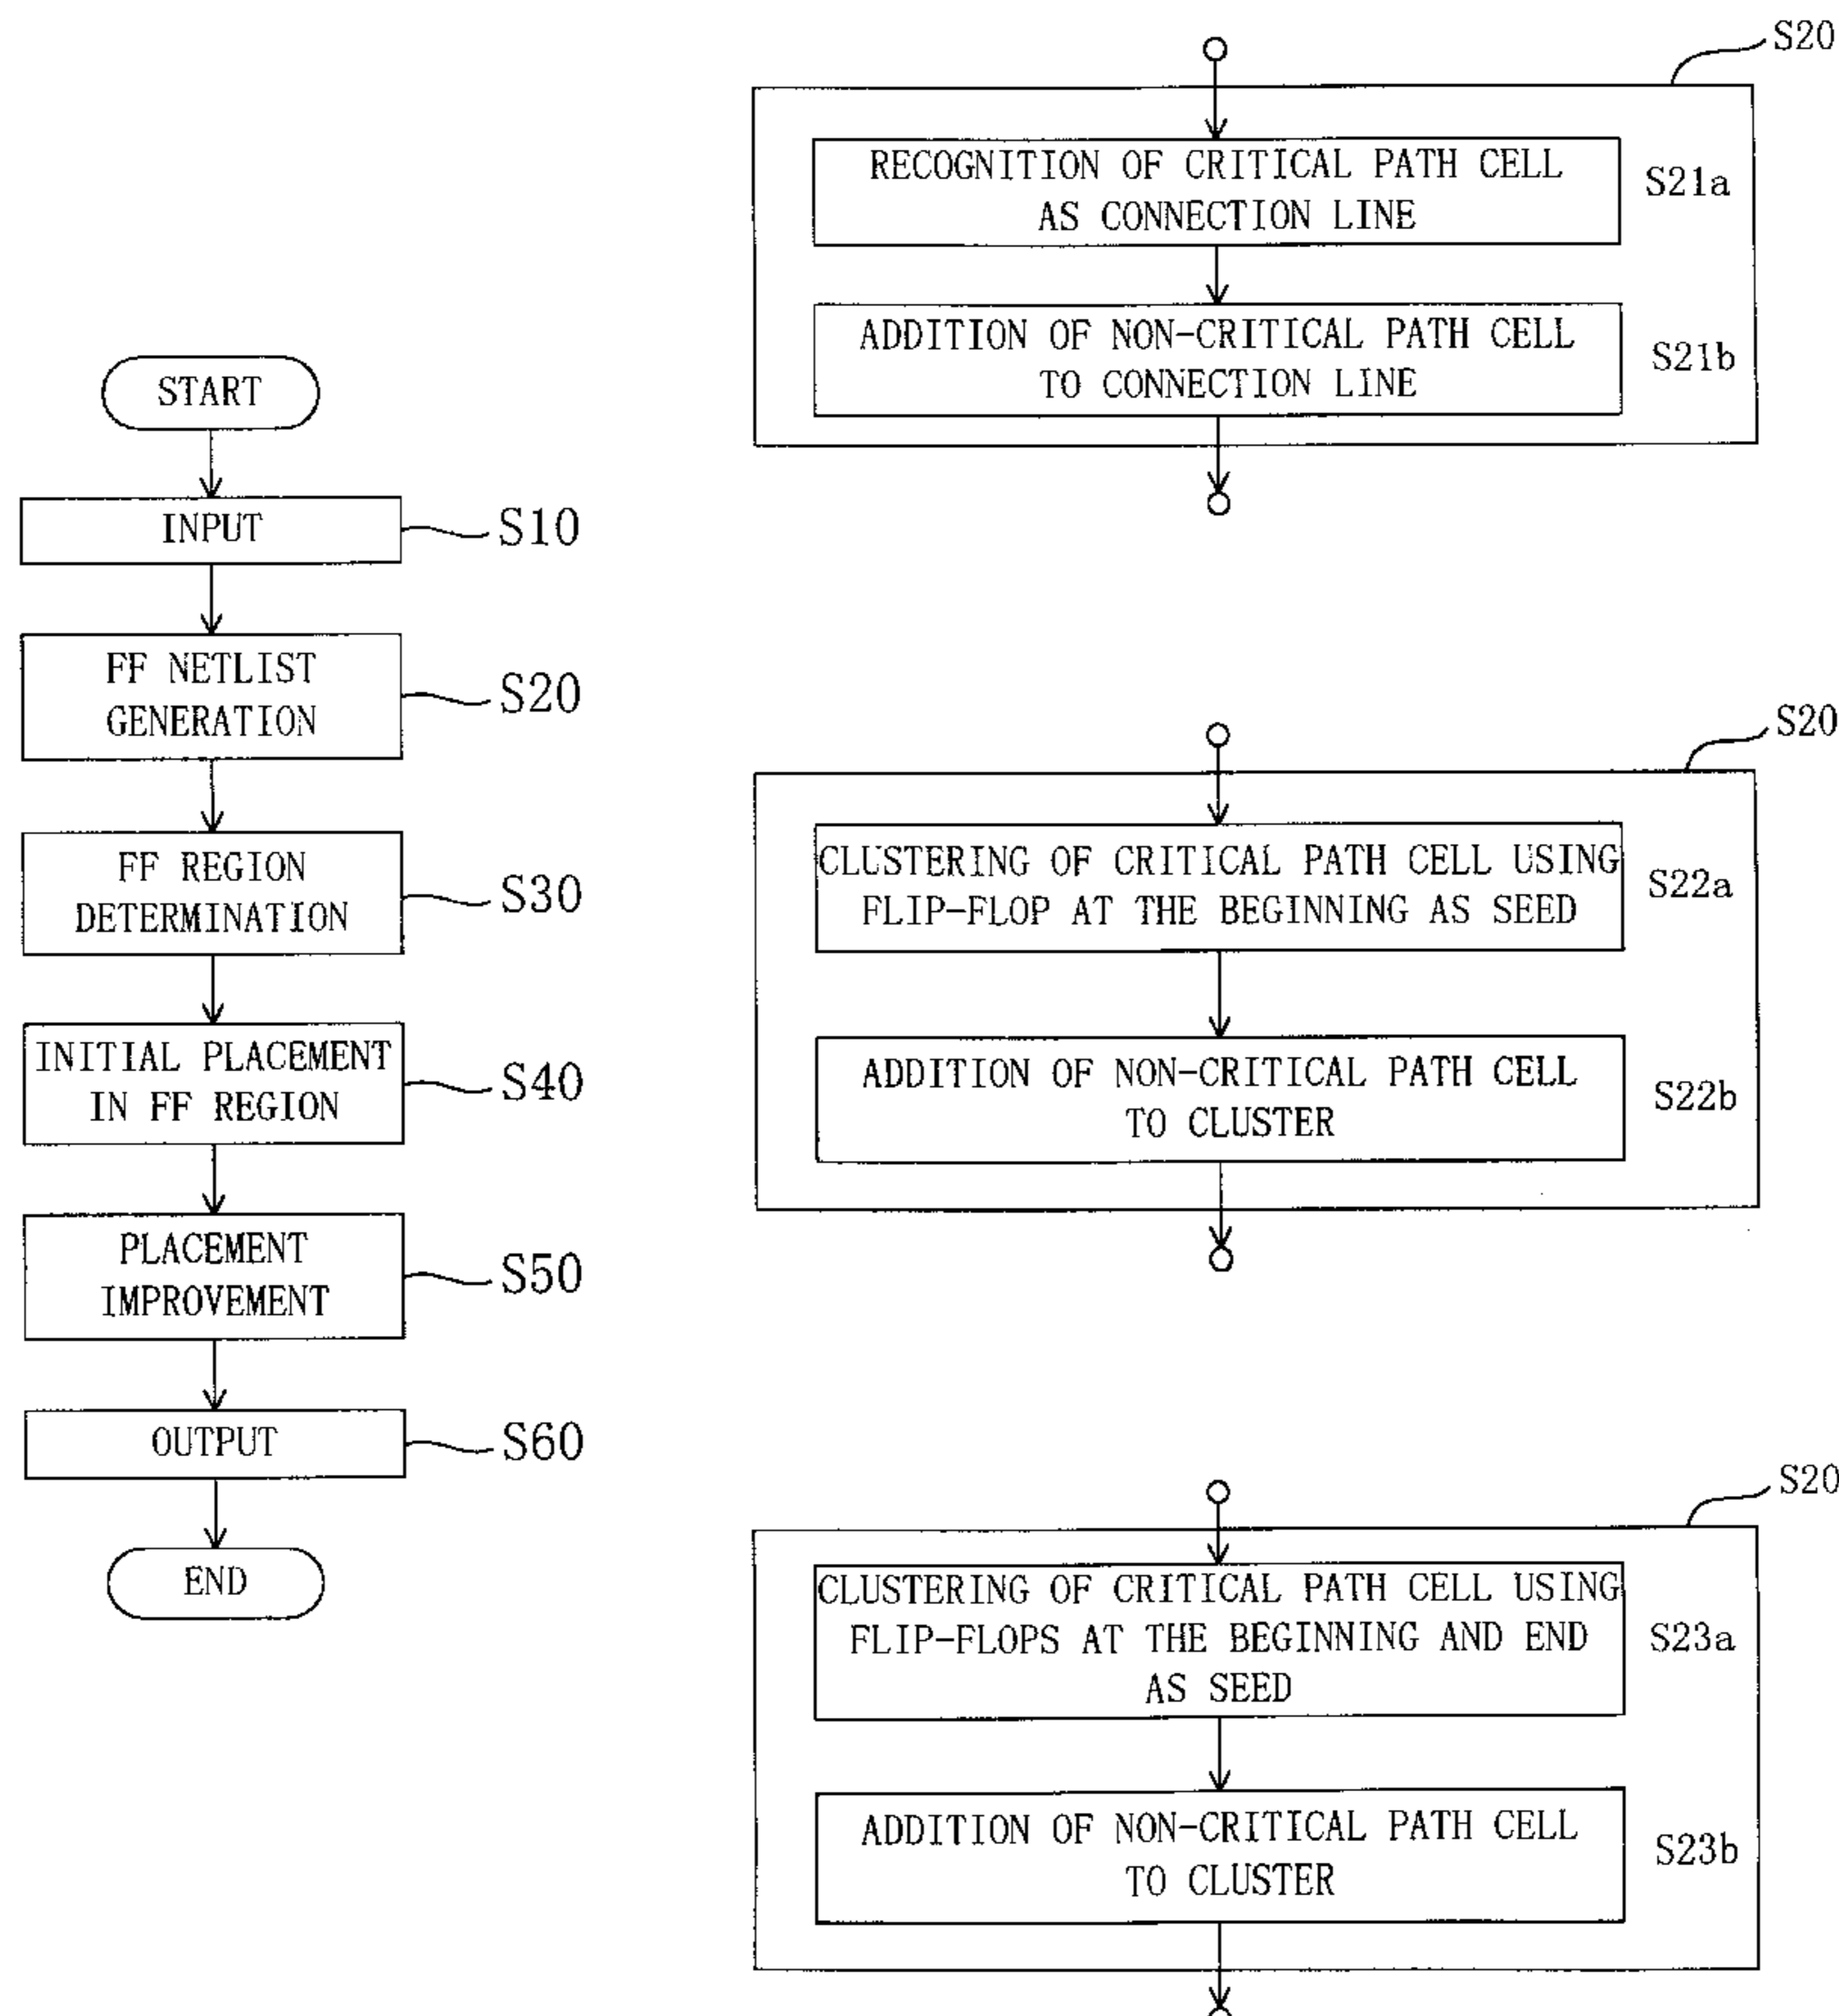 START
INPUT
S10
FF NETLIST
GENERATION
S20
FF REGION
DETERMINATION
S30
INITIAL PLACEMENT
IN FF REGION
S40
PLACEMENT
IMPROVEMENT
S50
OUTPUT
S60
END
S20
RECOGNITION OF CRITICAL PATH CELL
AS CONNECTION LINE
S21a
ADDITION OF NON-CRITICAL PATH CELL
TO CONNECTION LINE
S21b
S20
CLUSTERING OF CRITICAL PATH CELL USING
FLIP-FLOP AT THE BEGINNING AS SEED
S22a
ADDITION OF NON-CRITICAL PATH CELL
TO CLUSTER
S22b
S20
CLUSTERING OF CRITICAL PATH CELL USING
FLIP-FLOPS AT THE BEGINNING AND END
AS SEED
S23a
ADDITION OF NON-CRITICAL PATH CELL
TO CLUSTER
S23b